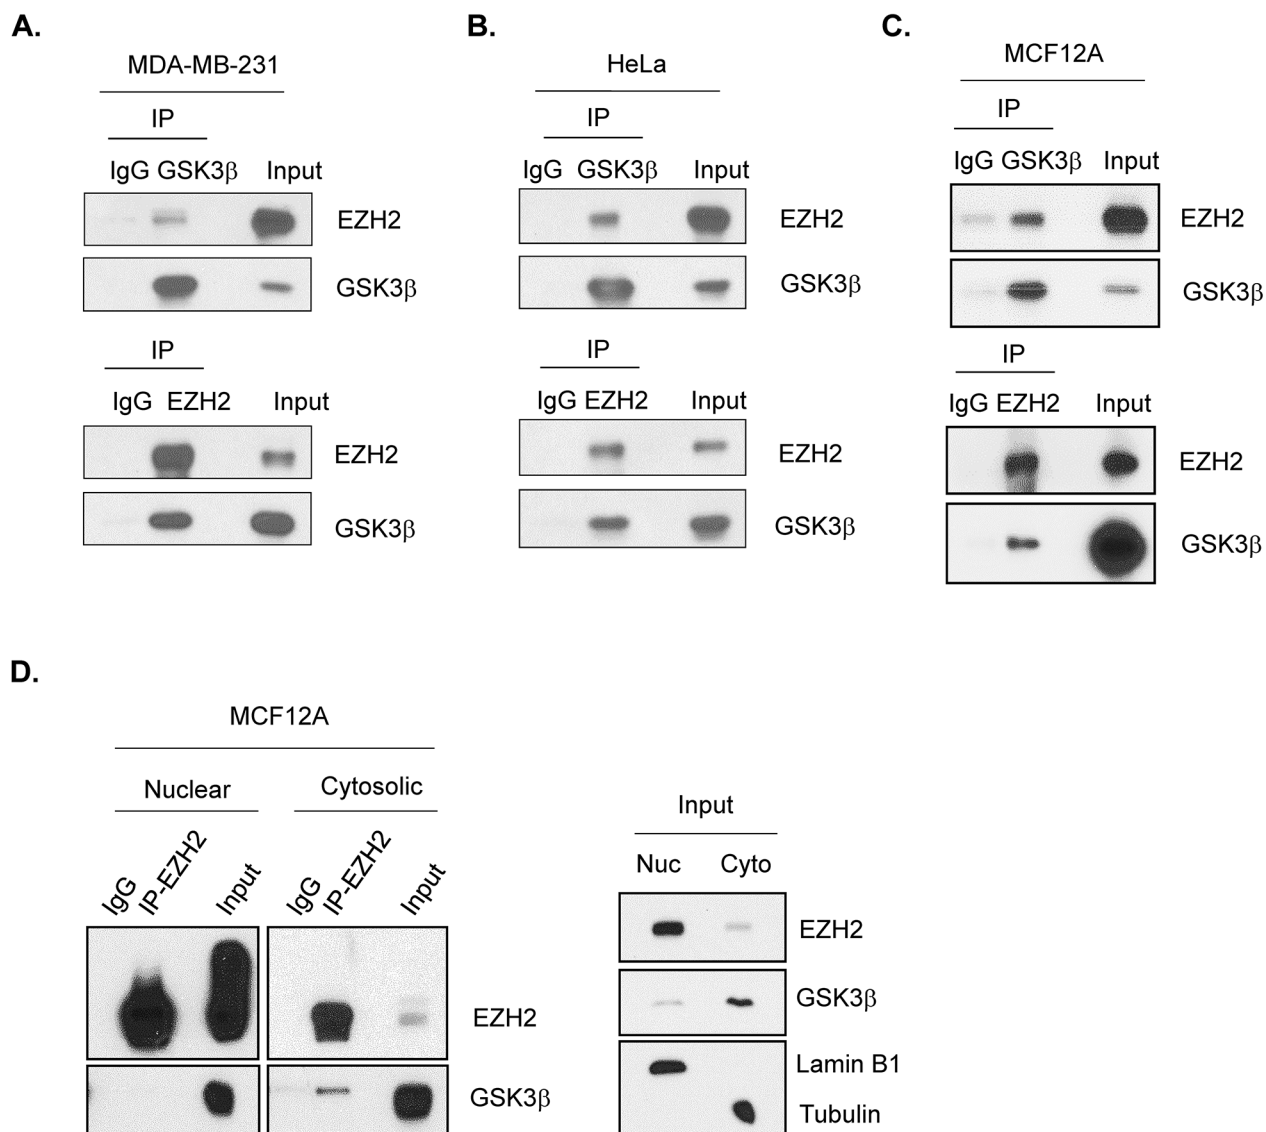 A.
MDA-MB-231
IP
IgG GSK3β Input
EZH2
GSK3β
IP
IgG EZH2 Input
EZH2
GSK3β
B.
HeLa
IP
IgG GSK3β Input
EZH2
GSK3β
IP
IgG EZH2 Input
EZH2
GSK3β
C.
MCF12A
IP
IgG GSK3β Input
EZH2
GSK3β
IP
IgG EZH2 Input
EZH2
GSK3β
D.
MCF12A
Nuclear Cytosolic
IgG IP-EZH2 Input IgG IP-EZH2 Input
EZH2
GSK3β
Input
Nuc Cyto
EZH2
GSK3β
Lamin B1
Tubulin